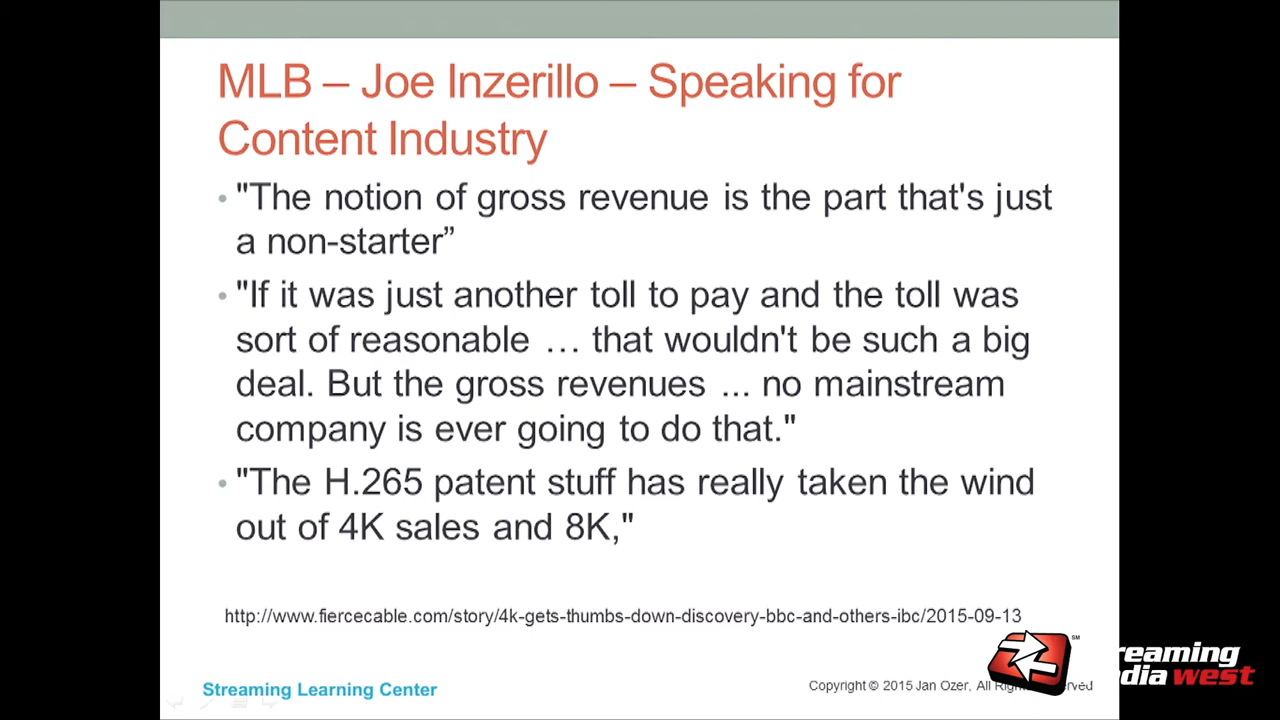 MLB – Joe Inzerillo – Speaking for
Content Industry
• "The notion of gross revenue is the part that's just
a non-starter”
• "If it was just another toll to pay and the toll was
sort of reasonable … that wouldn't be such a big
deal. But the gross revenues ... no mainstream
company is ever going to do that."
• "The H.265 patent stuff has really taken the wind
out of 4K sales and 8K,"
http://www.fiercecable.com/story/4k-gets-thumbs-down-discovery-bbc-and-others-ibc/2015-09-13
Streaming Learning Center
Copyright © 2015 Jan Ozer, All
reaming
dia west
SM